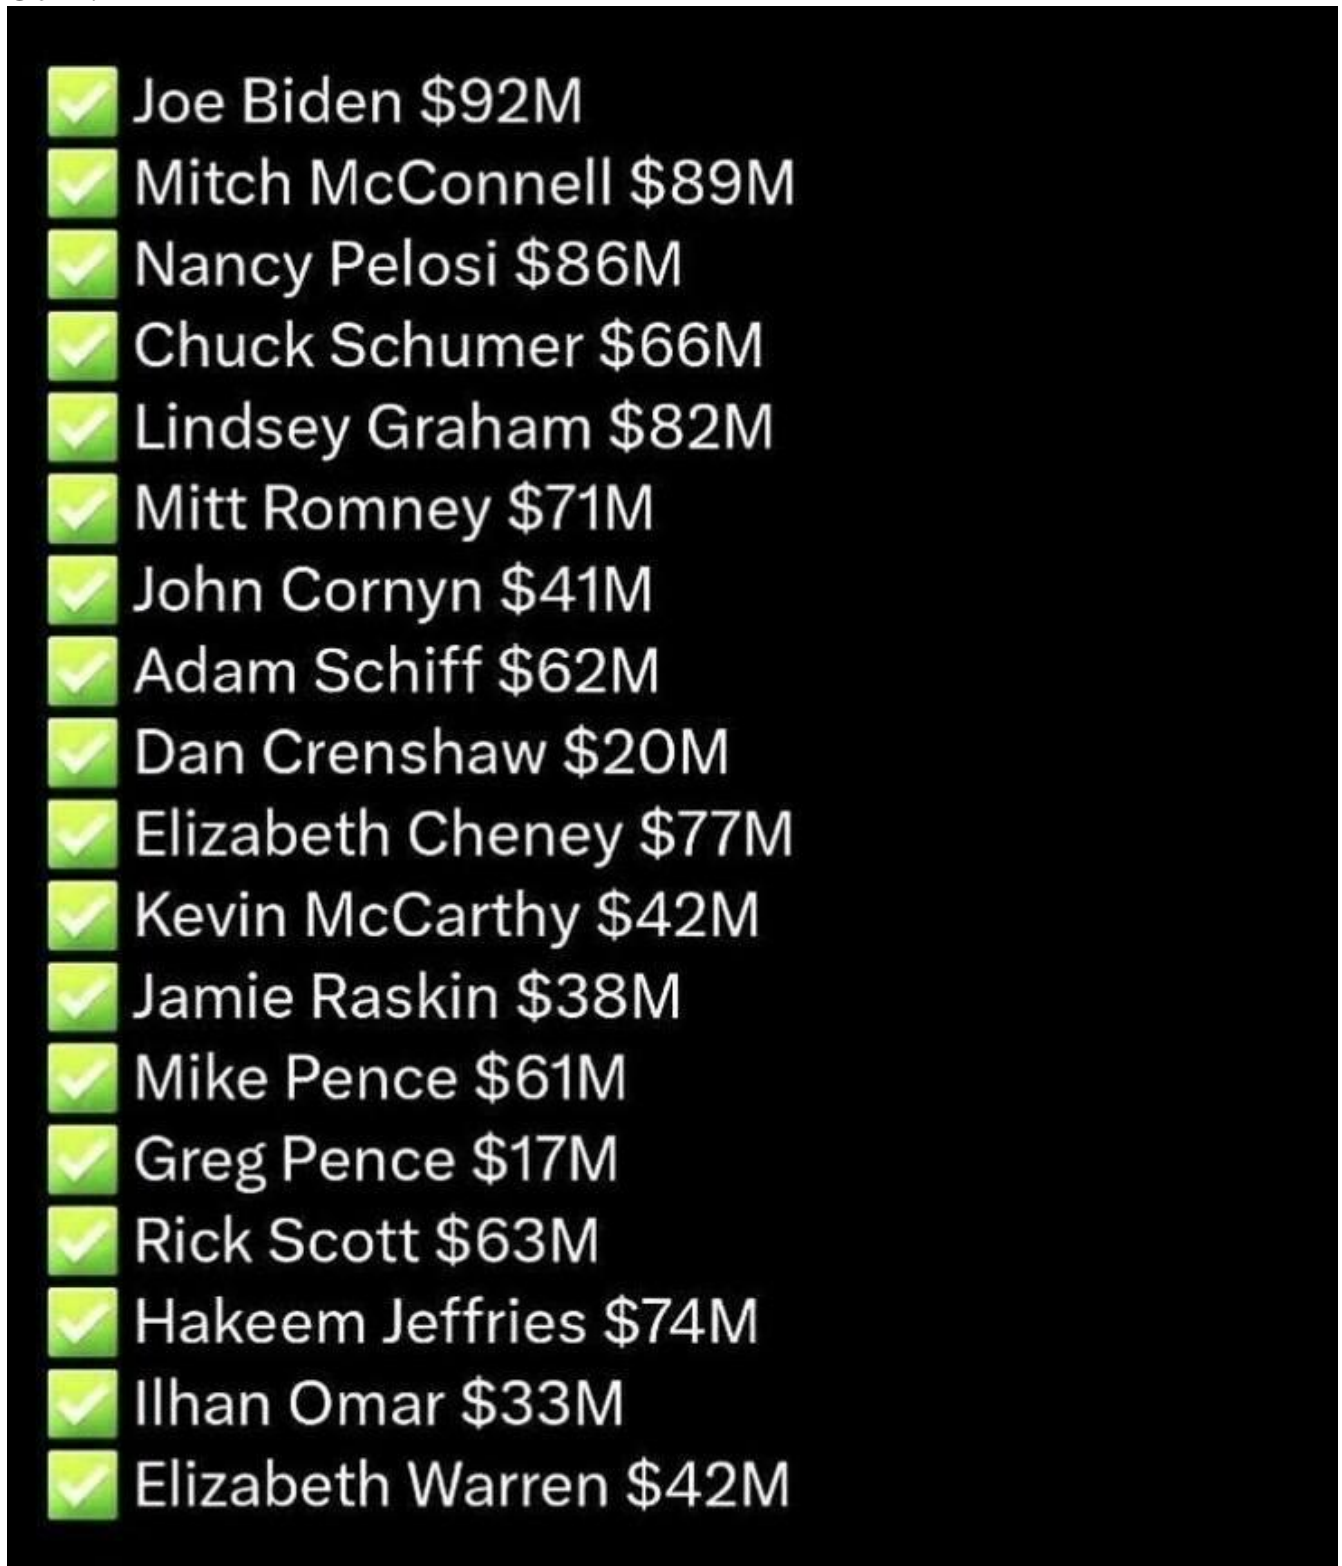 ✅ Joe Biden $92M
✅ Mitch McConnell $89M
✅ Nancy Pelosi $86M
✅ Chuck Schumer $66M
✅ Lindsey Graham $82M
✅ Mitt Romney $71M
✅ John Cornyn $41M
✅ Adam Schiff $62M
✅ Dan Crenshaw $20M
✅ Elizabeth Cheney $77M
✅ Kevin McCarthy $42M
✅ Jamie Raskin $38M
✅ Mike Pence $61M
✅ Greg Pence $17M
✅ Rick Scott $63M
✅ Hakeem Jeffries $74M
✅ Ilhan Omar $33M
✅ Elizabeth Warren $42M